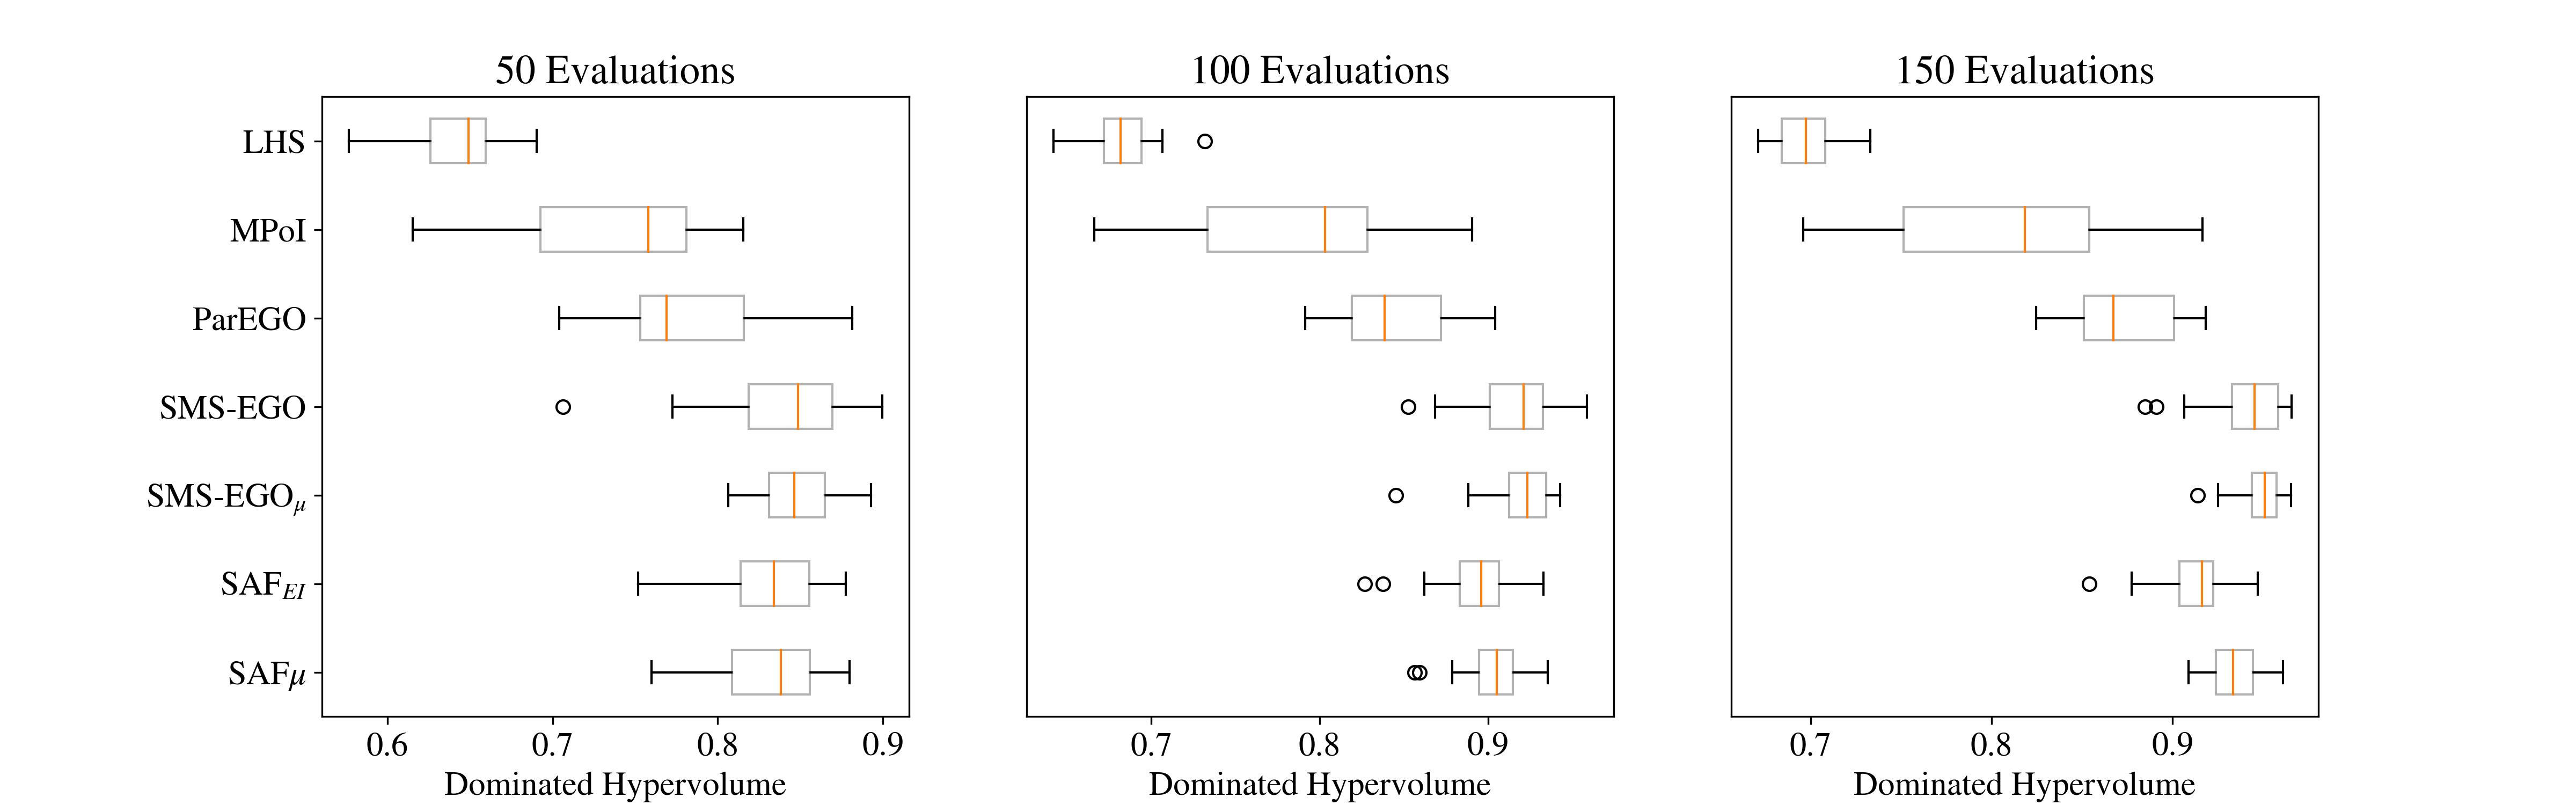 50 Evaluations
100 Evaluations
150 Evaluations
LHS
MPoI
ParEGO
SMS-EGO
SMS-EGOμ
SAFEI
SAFμ
0.6 0.7 0.8 0.9
0.7 0.8 0.9
0.7 0.8 0.9
Dominated Hypervolume
Dominated Hypervolume
Dominated Hypervolume